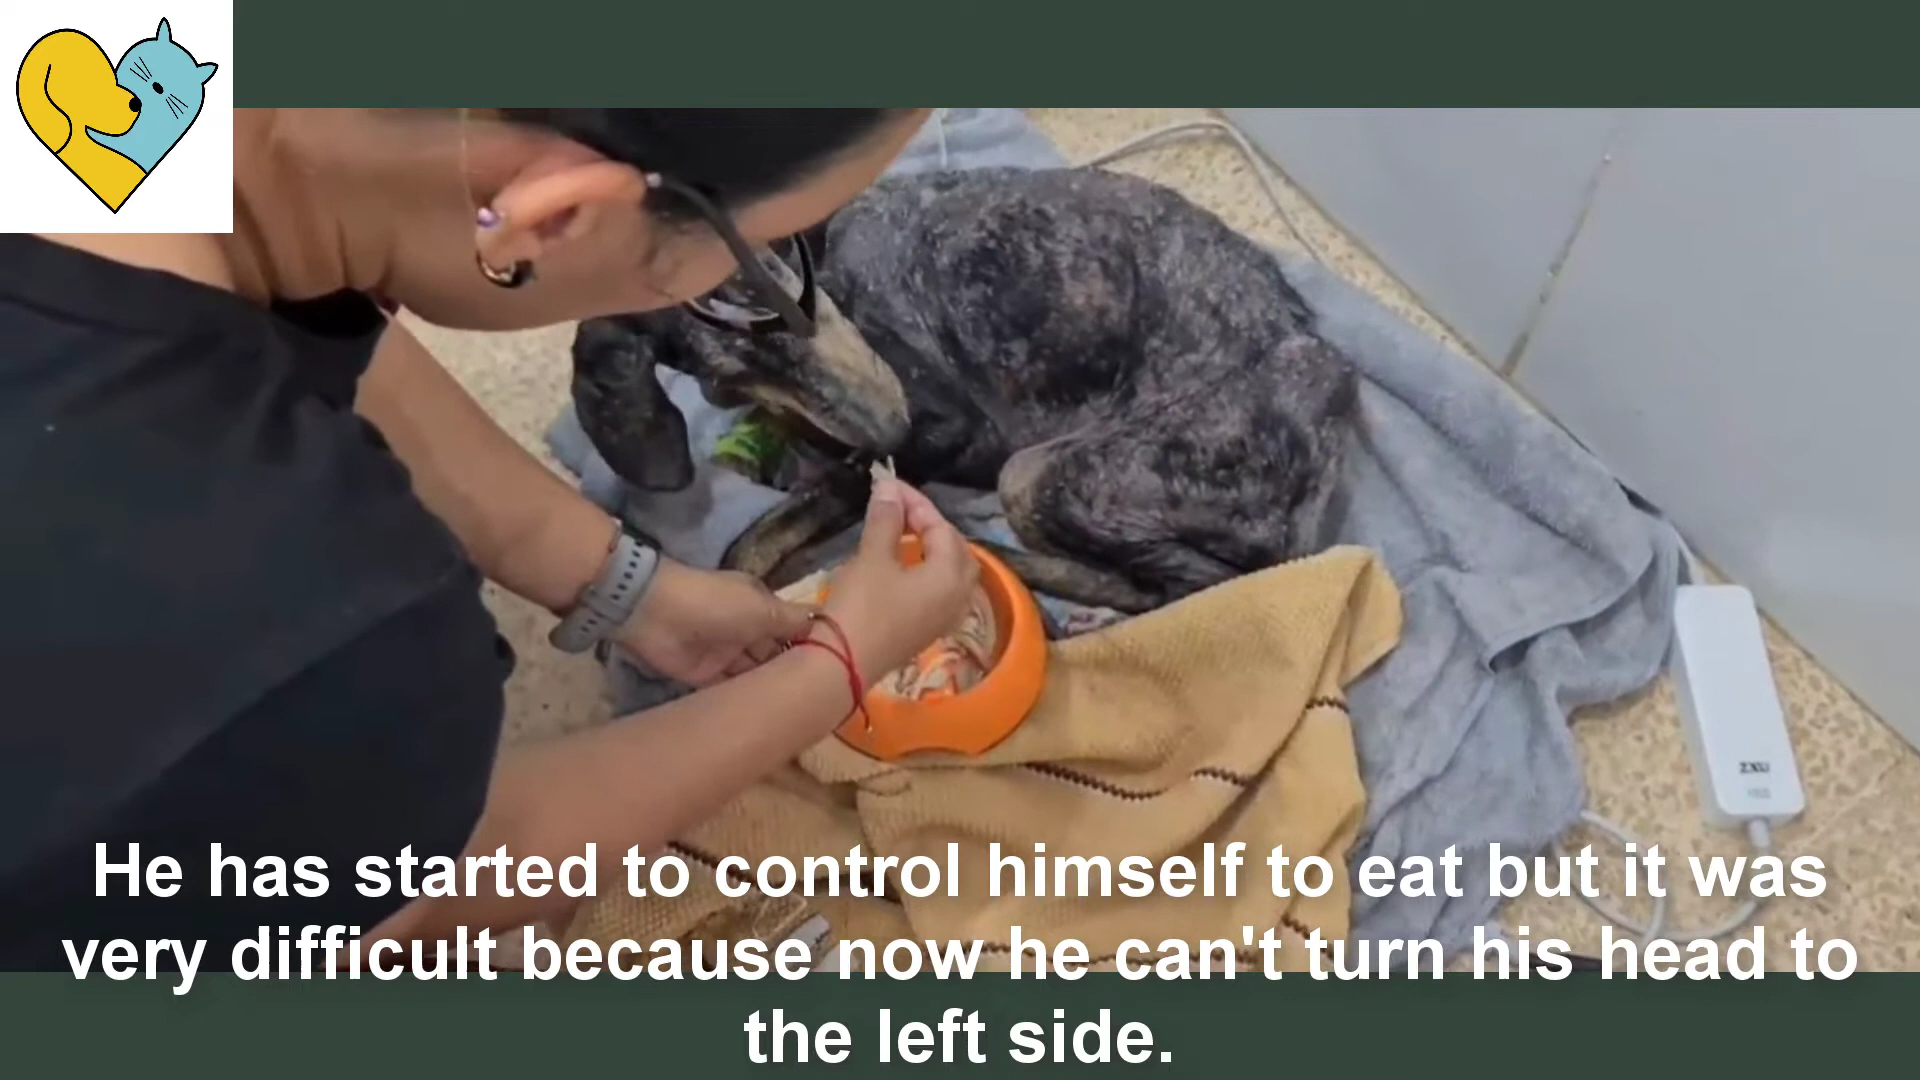 He has started to control himself to eat but it was
very difficult because now he can't turn his head to
the left side.